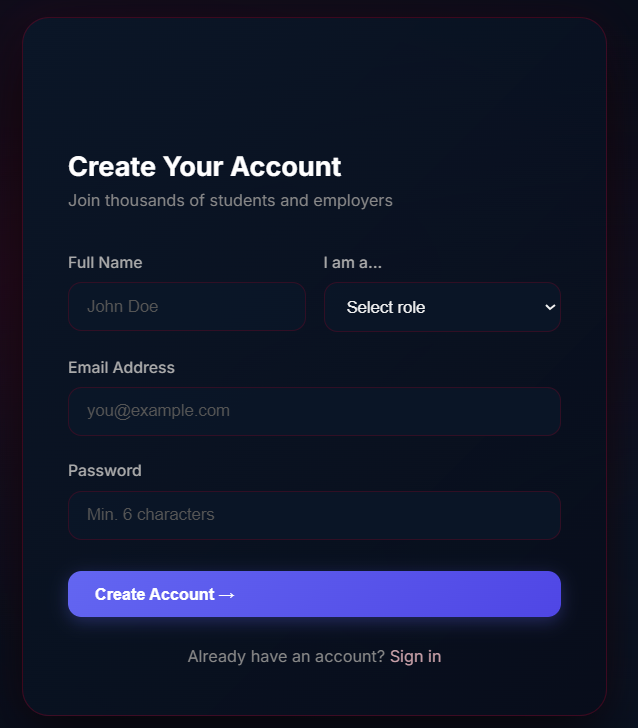 Create Your Account
Join thousands of students and employers
Full Name
I am a...
John Doe
Select role
Email Address
you@example.com
Password
Min. 6 characters
Create Account →
Already have an account? Sign in